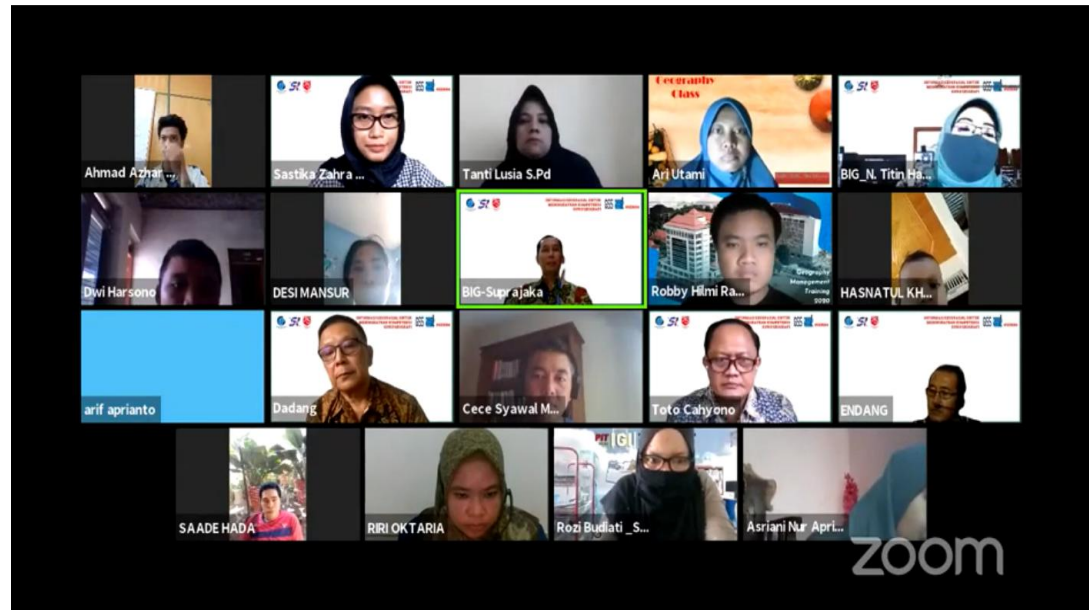 Ahmad Azhar ...
Sastika Zahra ...
Tanti Lusia S.Pd
Geography
Class
Ari Utami
BIG_N. Titin Ha...
Dwi Harsono
DESI MANSUR
BIG-Suprajaka
Geography
Management
Training
2020
Robby Hilmi Ra...
HASNATUL KH...
arif aprianto
Dadang
Cece Syawal M...
Toto Cahyono
ENDANG
SAADE HADA
RIRI OKTARIA
PIT IGI
Rozi Budiati _S...
Asriani Nur Apri...
zoom